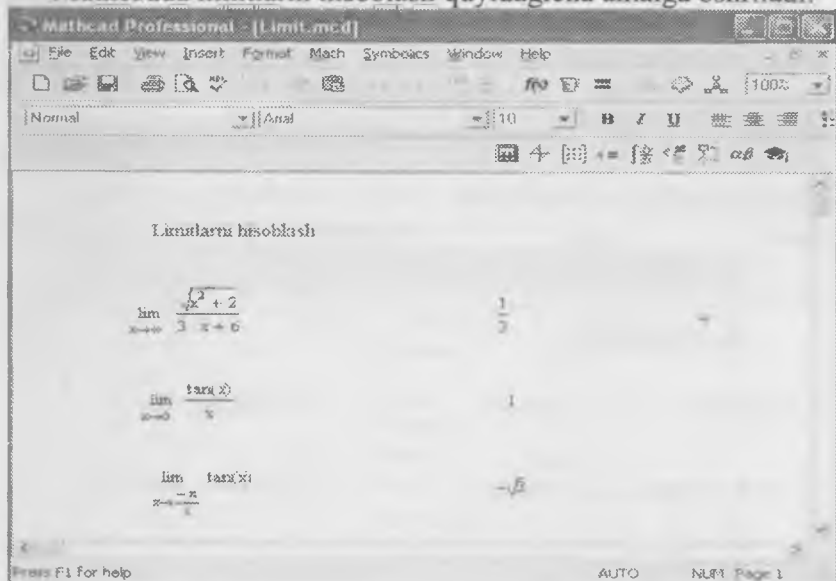 Mathcad Professional - [Limit.mcd]
File Edit View Insert Format Math Symbolics Window Help
100%
Normal Arial 10 B I U
Limitlarni hisoblash
lim x→∞ √(x² + 2) / (3·x + 6) 1/3
lim x→0 tan(x) / x 1
lim tan(x)
Press F1 for help AUTO NUM Page 1